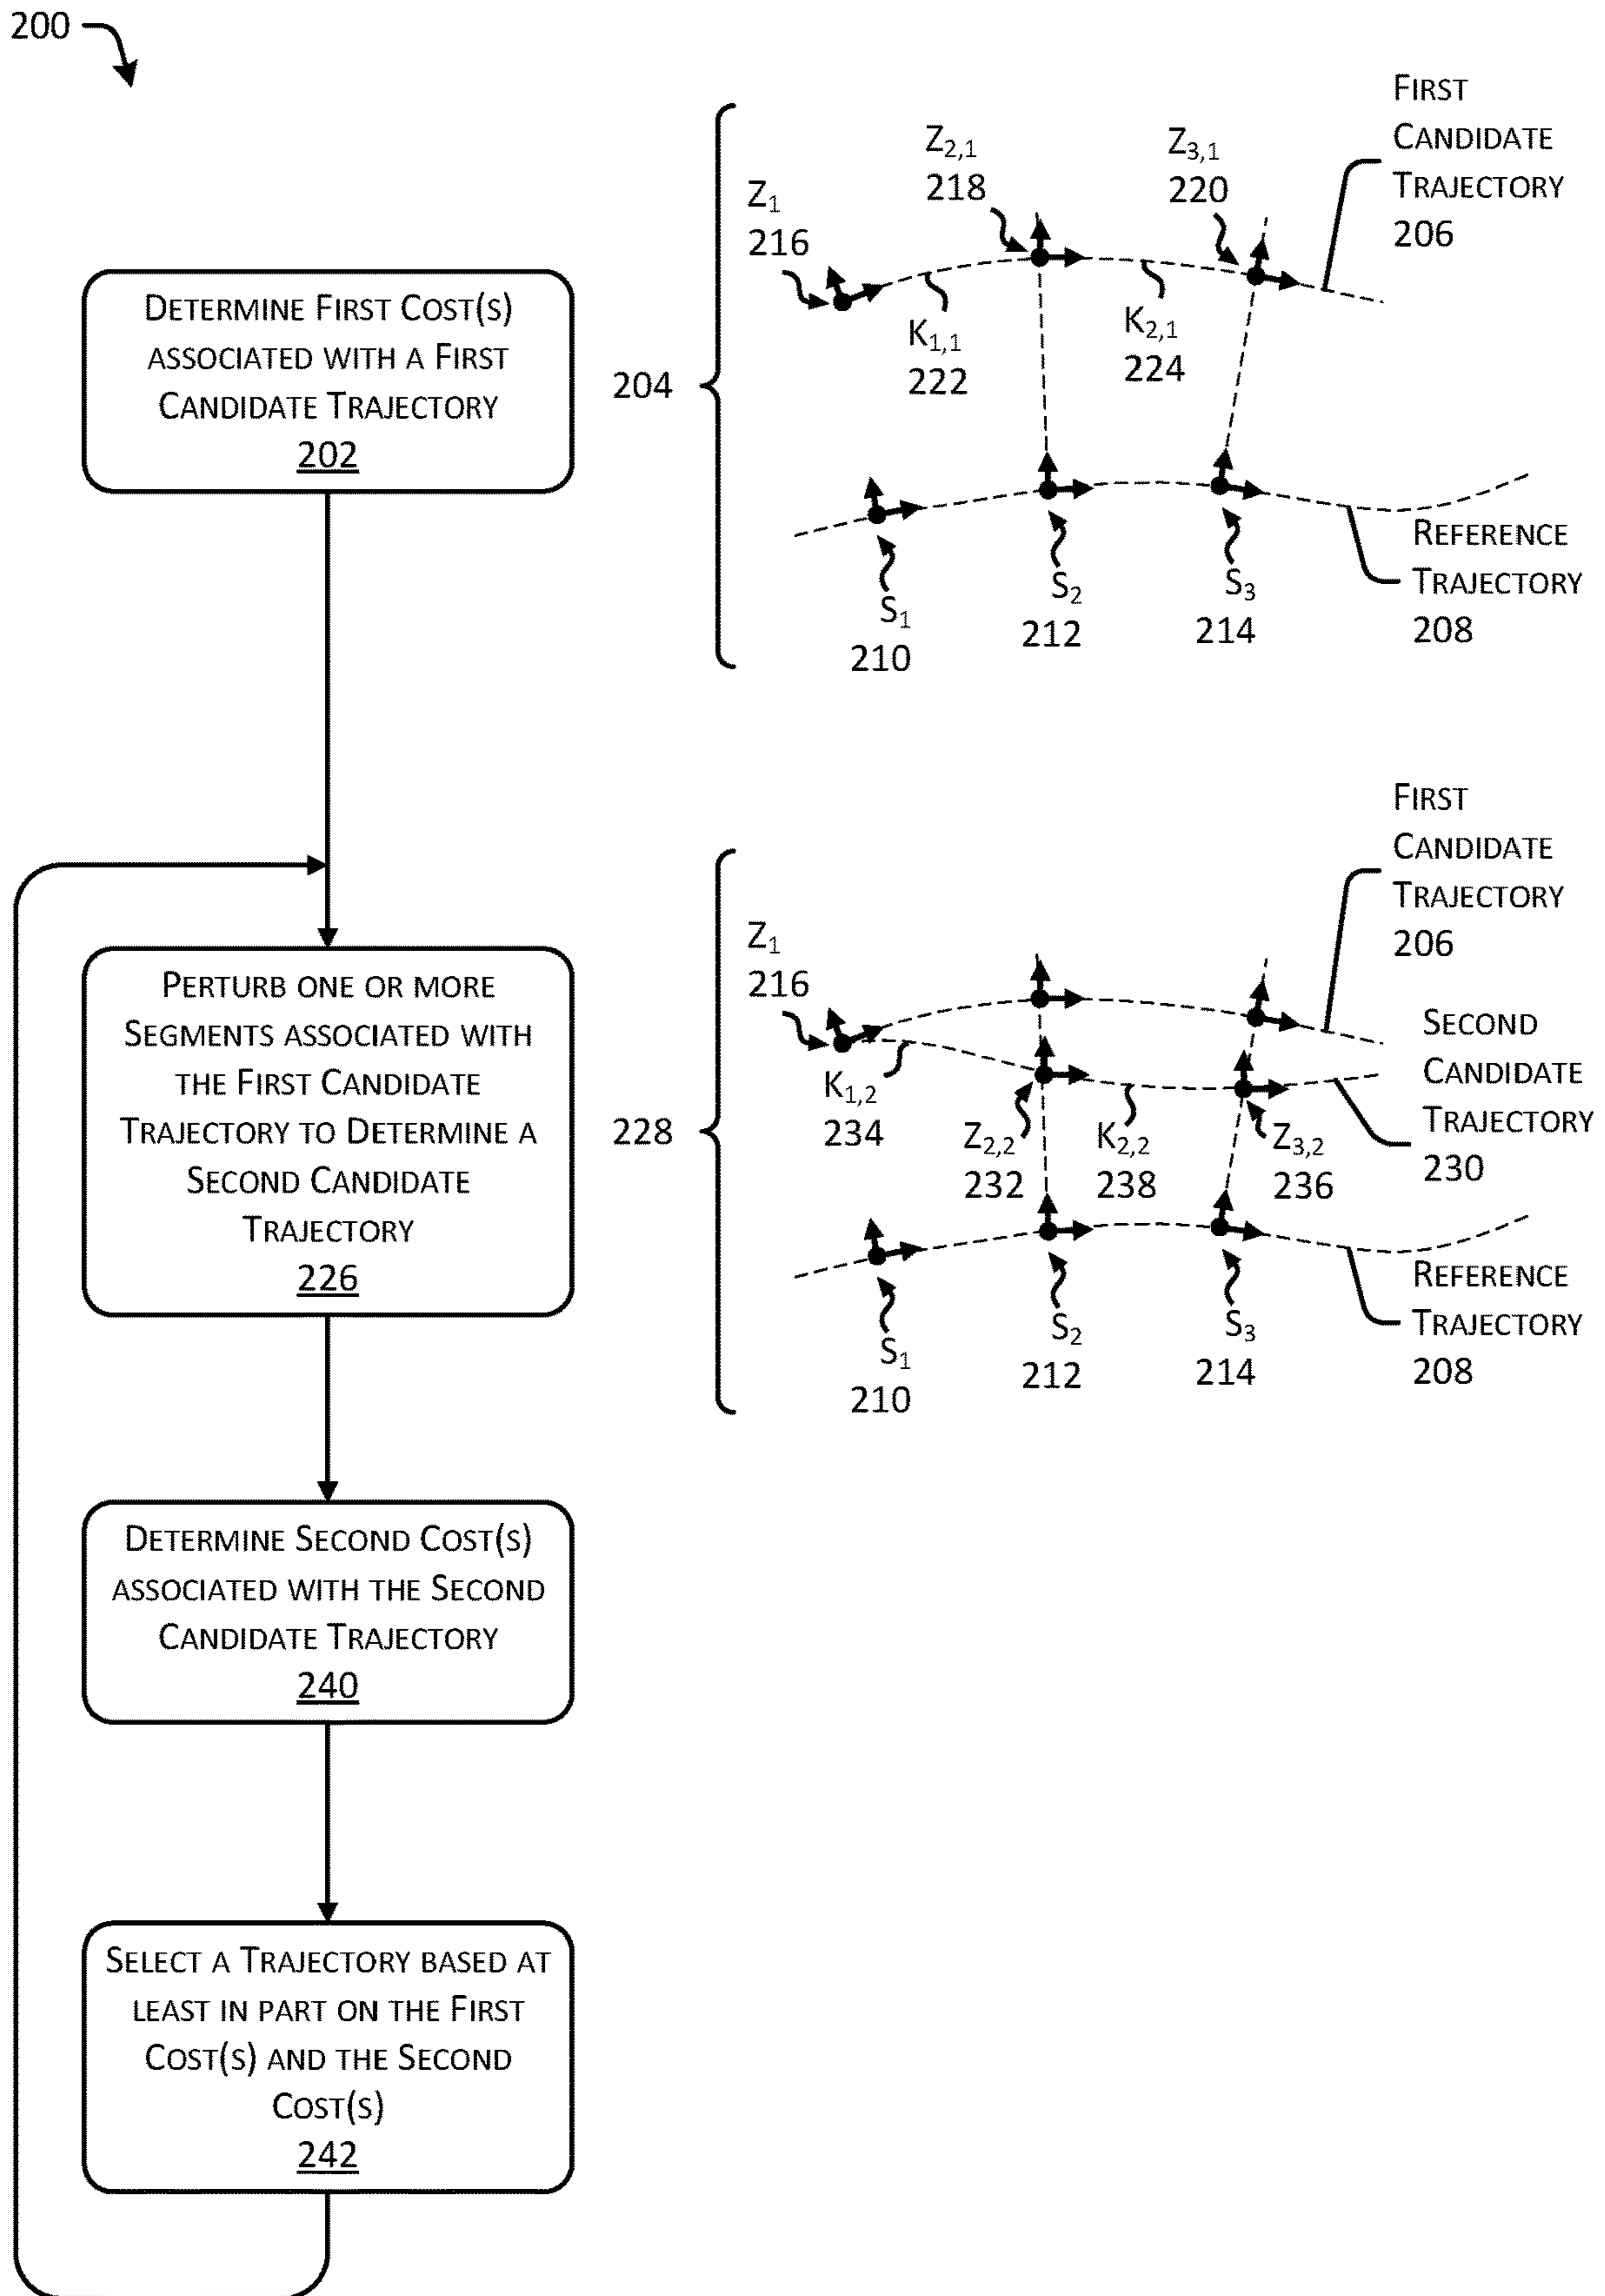 200
DETERMINE FIRST COST(S)
ASSOCIATED WITH A FIRST
CANDIDATE TRAJECTORY
202
204
Z1
216
Z2,1
218
Z3,1
220
FIRST
CANDIDATE
TRAJECTORY
206
K1,1
222
K2,1
224
S1
210
S2
212
S3
214
REFERENCE
TRAJECTORY
208
PERTURB ONE OR MORE
SEGMENTS ASSOCIATED WITH
THE FIRST CANDIDATE
TRAJECTORY TO DETERMINE A
SECOND CANDIDATE
TRAJECTORY
226
228
Z1
216
FIRST
CANDIDATE
TRAJECTORY
206
K1,2
234
Z2,2
232
K2,2
238
Z3,2
236
SECOND
CANDIDATE
TRAJECTORY
230
S1
210
S2
212
S3
214
REFERENCE
TRAJECTORY
208
DETERMINE SECOND COST(S)
ASSOCIATED WITH THE SECOND
CANDIDATE TRAJECTORY
240
SELECT A TRAJECTORY BASED AT
LEAST IN PART ON THE FIRST
COST(S) AND THE SECOND
COST(S)
242